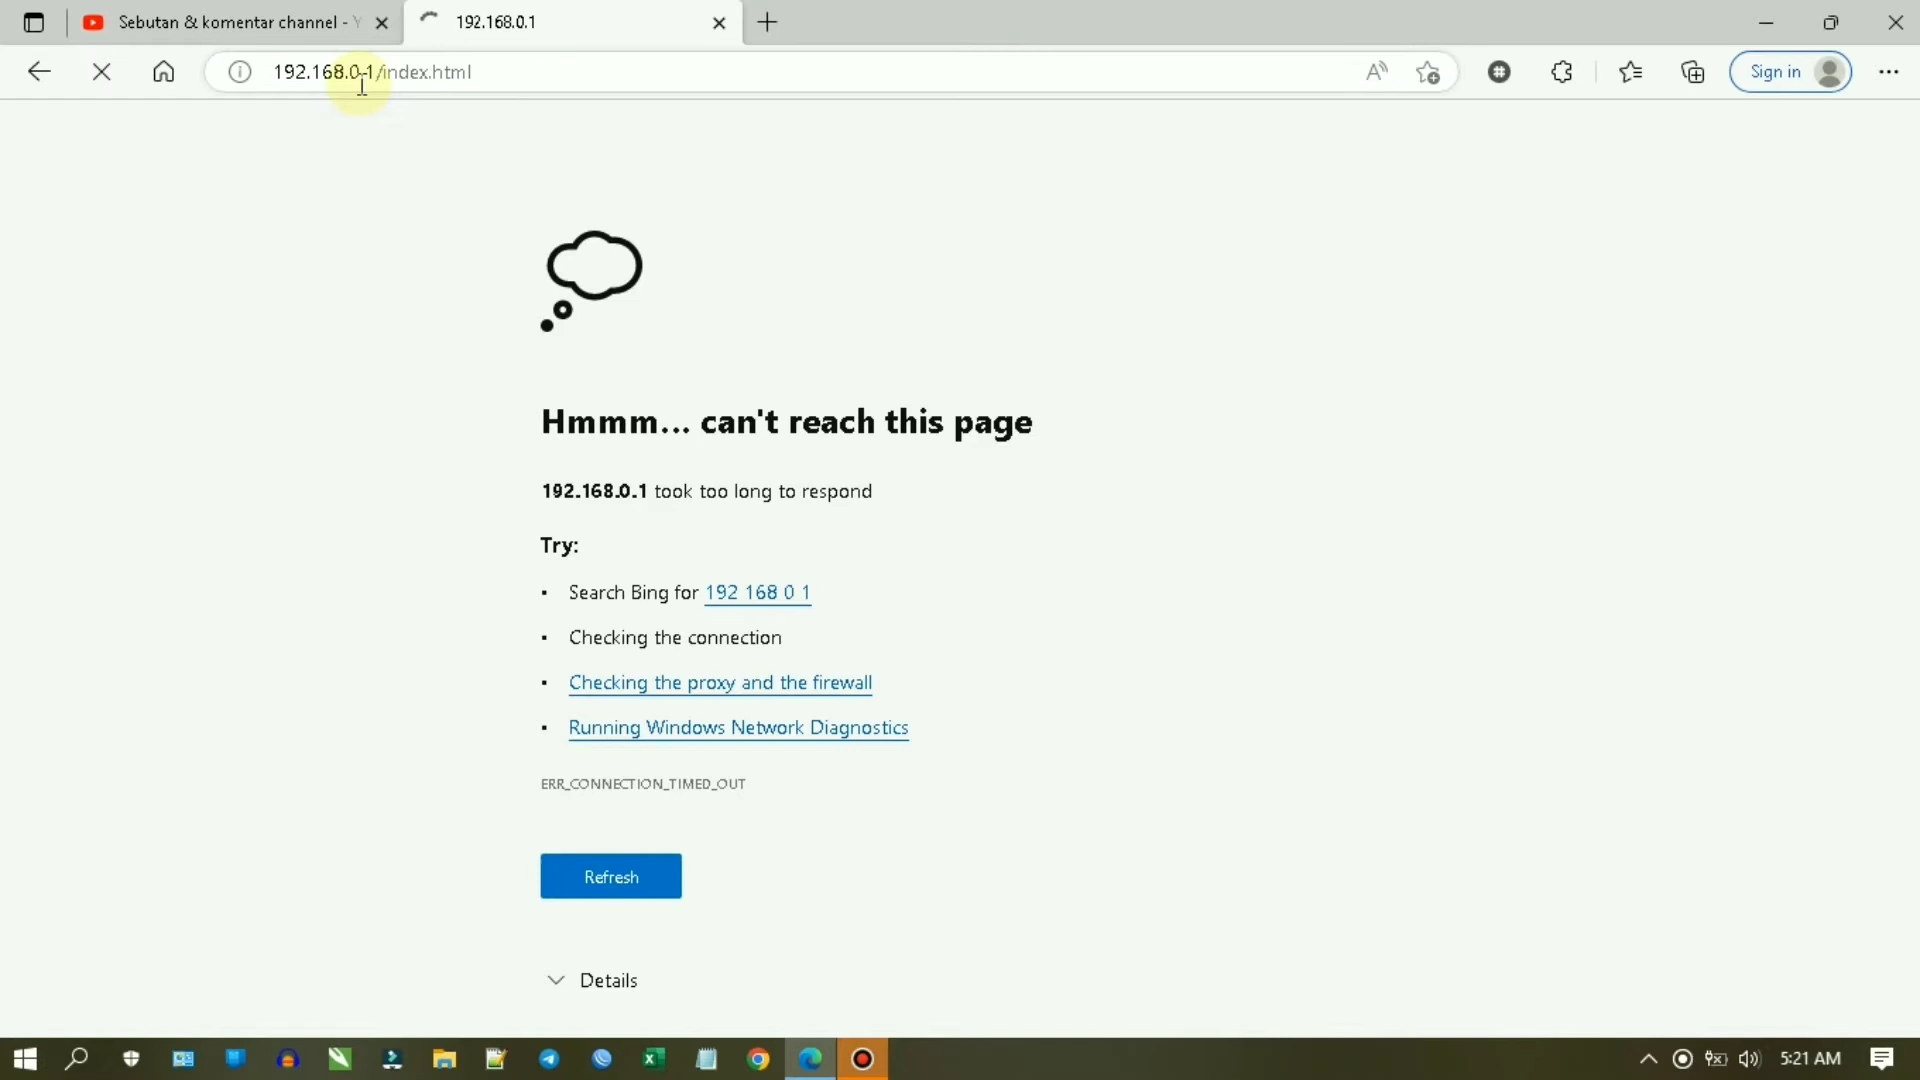 Sebutan & komentar channel - Y
192.168.0.1
192.168.0.1/index.html
Sign in
Hmmm... can't reach this page
192.168.0.1 took too long to respond
Try:
Search Bing for 192 168 0 1
Checking the connection
Checking the proxy and the firewall
Running Windows Network Diagnostics
ERR_CONNECTION_TIMED_OUT
Refresh
Details
5:21 AM